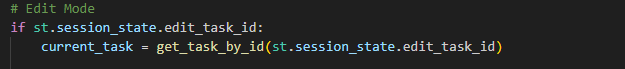 # Edit Mode
if st.session_state.edit_task_id:
    current_task = get_task_by_id(st.session_state.edit_task_id)